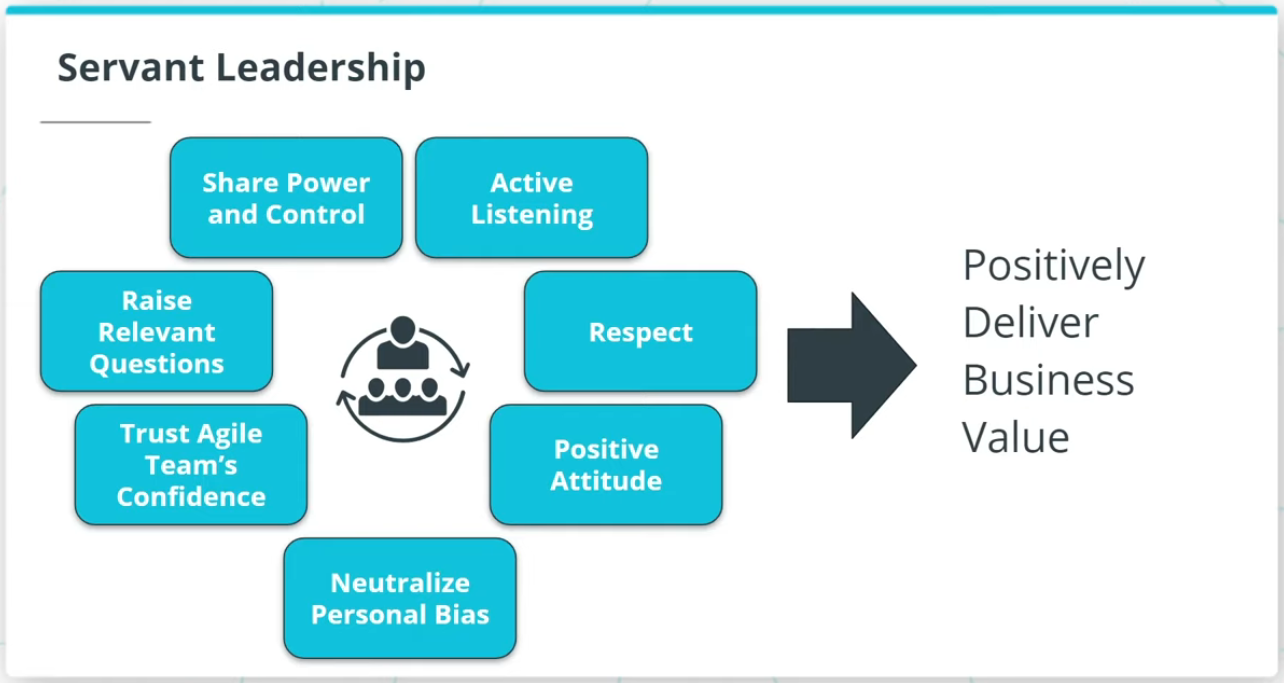 Servant Leadership
Share Power
and Control
Active
Listening
Raise
Relevant
Questions
Respect
Trust Agile
Team's
Confidence
Positive
Attitude
Neutralize
Personal Bias
Positively
Deliver
Business
Value